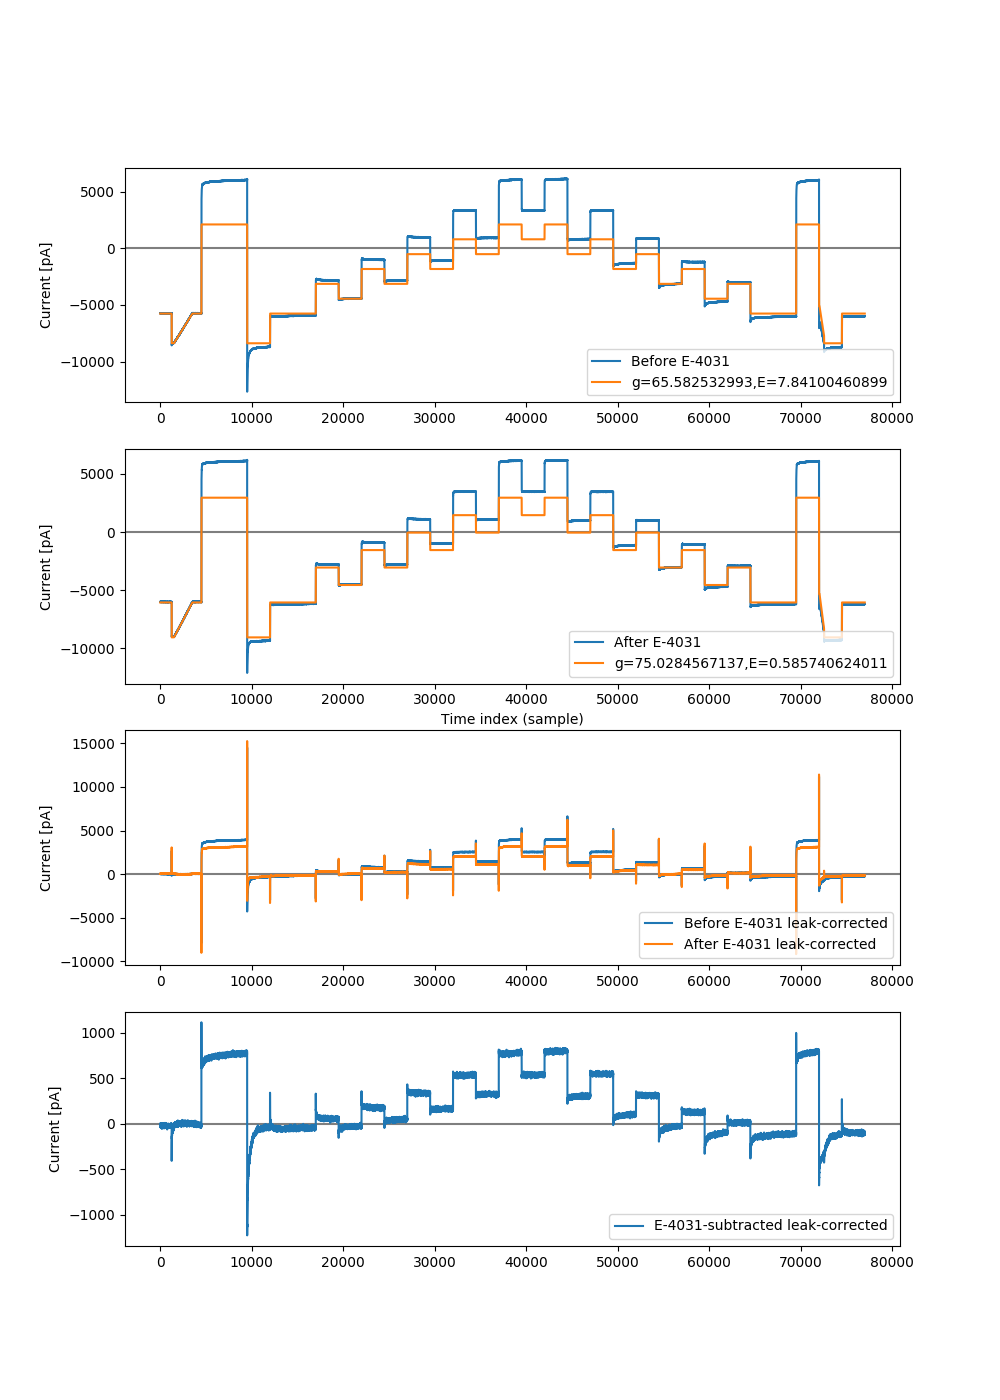 5000
0
−5000
−10000
Current [pA]
Before E-4031
g=65.582532993,E=7.84100460899
0 10000 20000 30000 40000 50000 60000 70000 80000
5000
0
−5000
−10000
Current [pA]
After E-4031
g=75.0284567137,E=0.585740624011
0 10000 20000 30000 40000 50000 60000 70000 80000
Time index (sample)
15000
10000
5000
0
−5000
−10000
Current [pA]
Before E-4031 leak-corrected
After E-4031 leak-corrected
0 10000 20000 30000 40000 50000 60000 70000 80000
1000
500
0
−500
−1000
Current [pA]
E-4031-subtracted leak-corrected
0 10000 20000 30000 40000 50000 60000 70000 80000